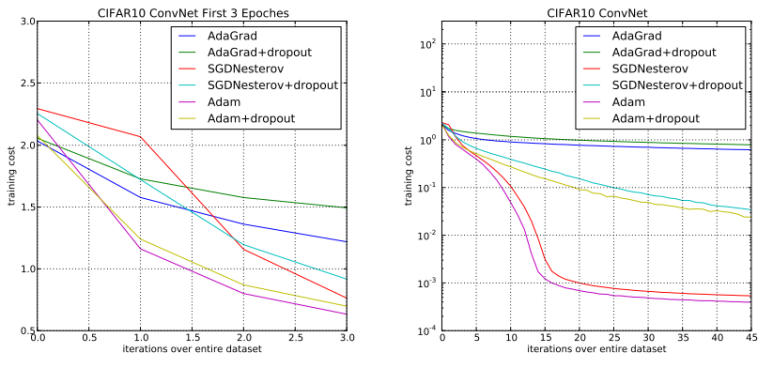 CIFAR10 ConvNet First 3 Epoches
3.0
2.5
2.0
1.5
1.0
0.5
training cost
AdaGrad
AdaGrad+dropout
SGDNesterov
SGDNesterov+dropout
Adam
Adam+dropout
0.0 0.5 1.0 1.5 2.0 2.5 3.0
iterations over entire dataset
CIFAR10 ConvNet
10^2
10^1
10^0
10^-1
10^-2
10^-3
10^-4
training cost
AdaGrad
AdaGrad+dropout
SGDNesterov
SGDNesterov+dropout
Adam
Adam+dropout
0 5 10 15 20 25 30 35 40 45
iterations over entire dataset